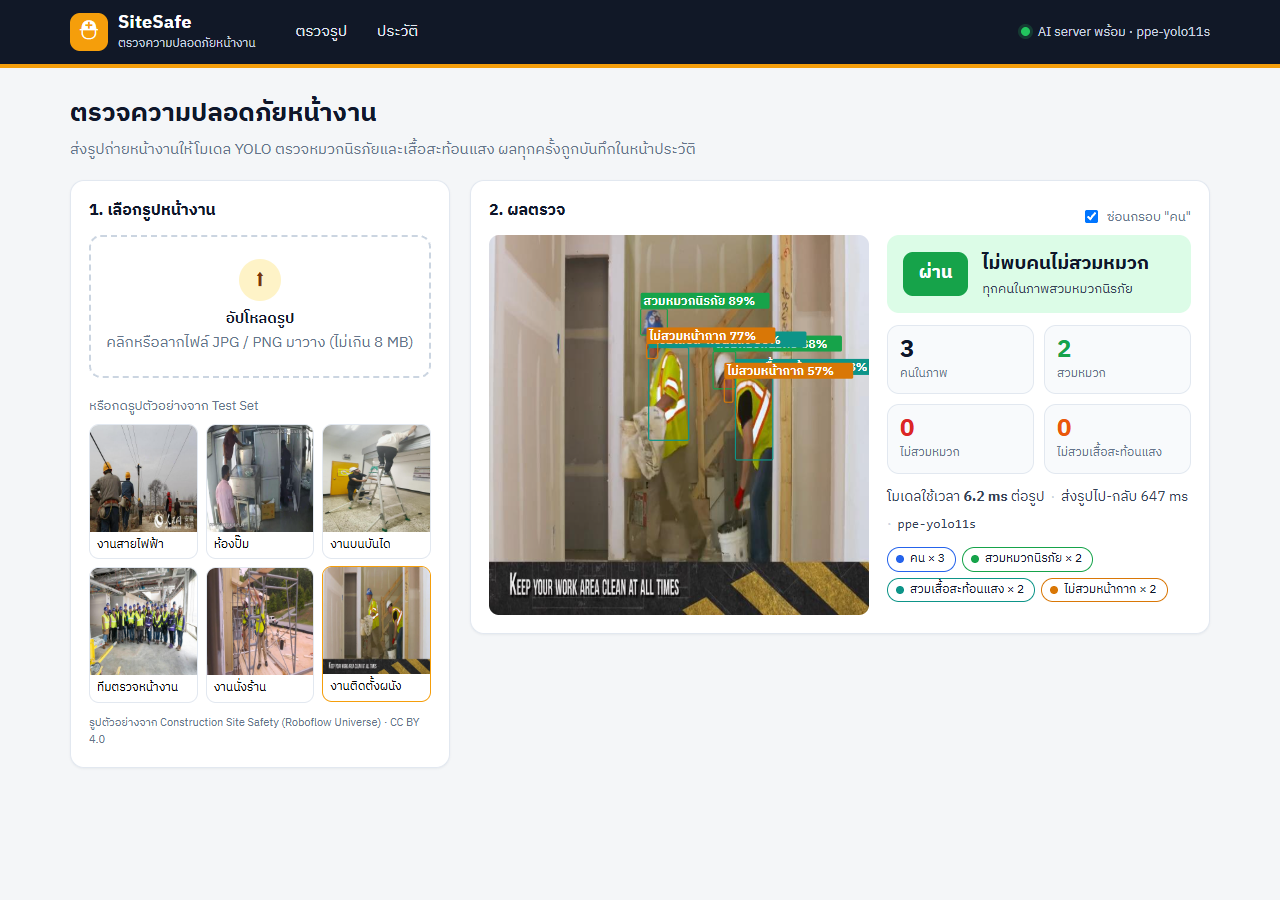 SiteSafe
ตรวจความปลอดภัยหน้างาน
ตรวจรูป
ประวัติ
AI server พร้อม · ppe-yolo11s
ตรวจความปลอดภัยหน้างาน
ส่งรูปถ่ายหน้างานให้โมเดล YOLO ตรวจหมวกนิรภัยและเสื้อสะท้อนแสง ผลทุกครั้งถูกบันทึกในหน้าประวัติ
1. เลือกรูปหน้างาน
อัปโหลดรูป
คลิกหรือลากไฟล์ JPG / PNG มาวาง (ไม่เกิน 8 MB)
หรือกดรูปตัวอย่างจาก Test Set
งานสายไฟฟ้า
ห้องปั๊ม
งานบนบันได
ทีมตรวจหน้างาน
งานนั่งร้าน
งานติดตั้งผนัง
รูปตัวอย่างจาก Construction Site Safety (Roboflow Universe) · CC BY
4.0
2. ผลตรวจ
ซ่อนกรอบ "คน"
สวมหมวกนิรภัย 89%
ไม่สวมหน้ากาก 77%
88%
ไม่สวมหน้ากาก 57%
KEEP YOUR WORK AREA CLEAN AT ALL TIMES
ผ่าน
ไม่พบคนไม่สวมหมวก
ทุกคนในภาพสวมหมวกนิรภัย
3
คนในภาพ
2
สวมหมวก
0
ไม่สวมหมวก
0
ไม่สวมเสื้อสะท้อนแสง
โมเดลใช้เวลา 6.2 ms ต่อรูป · ส่งรูปไป-กลับ 647 ms
· ppe-yolo11s
คน × 3
สวมหมวกนิรภัย × 2
สวมเสื้อสะท้อนแสง × 2
ไม่สวมหน้ากาก × 2